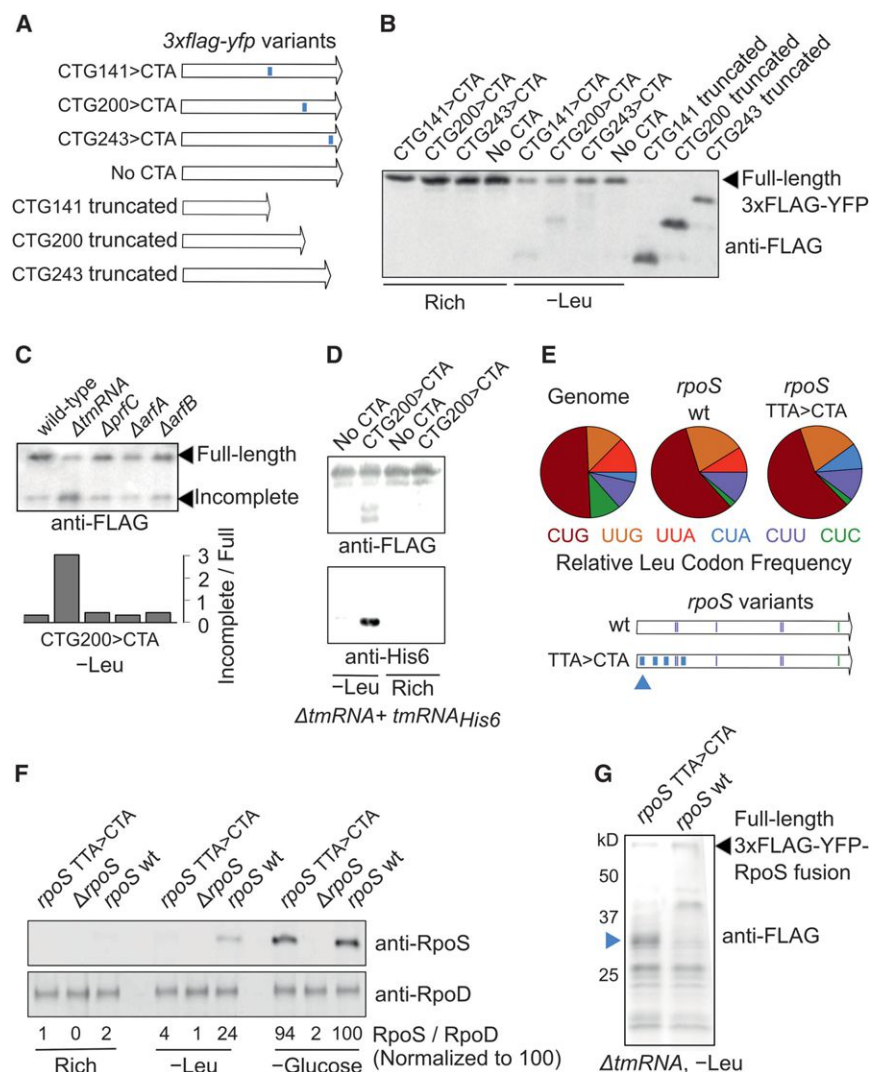 A
3xflag-yfp variants
CTG141>CTA
CTG200>CTA
CTG243>CTA
No CTA
CTG141 truncated
CTG200 truncated
CTG243 truncated
B
CTG141>CTA
CTG200>CTA
CTG243>CTA
No CTA
CTG141>CTA
CTG200>CTA
CTG243>CTA
No CTA
CTG141 truncated
CTG200 truncated
CTG243 truncated
Full-length
3xFLAG-YFP
anti-FLAG
Rich
−Leu
C
wild-type
ΔtmRNA
ΔprfC
ΔarfA
ΔarfB
Full-length
Incomplete
anti-FLAG
3
2
1
0
Incomplete / Full
CTG200>CTA
−Leu
D
No CTA
CTG200>CTA
No CTA
CTG200>CTA
anti-FLAG
anti-His6
−Leu
Rich
ΔtmRNA+ tmRNAHis6
E
Genome
rpoS
wt
rpoS
TTA>CTA
CUG UUG UUA CUA CUU CUC
Relative Leu Codon Frequency
rpoS variants
wt
TTA>CTA
F
rpoS TTA>CTA
ΔrpoS
rpoS wt
rpoS TTA>CTA
ΔrpoS
rpoS wt
rpoS TTA>CTA
ΔrpoS
rpoS wt
anti-RpoS
anti-RpoD
1 0 2 4 1 24 94 2 100
RpoS / RpoD
(Normalized to 100)
Rich
−Leu
−Glucose
G
rpoS TTA>CTA
rpoS wt
kD
50
37
25
Full-length
3xFLAG-YFP-
RpoS fusion
anti-FLAG
ΔtmRNA, −Leu